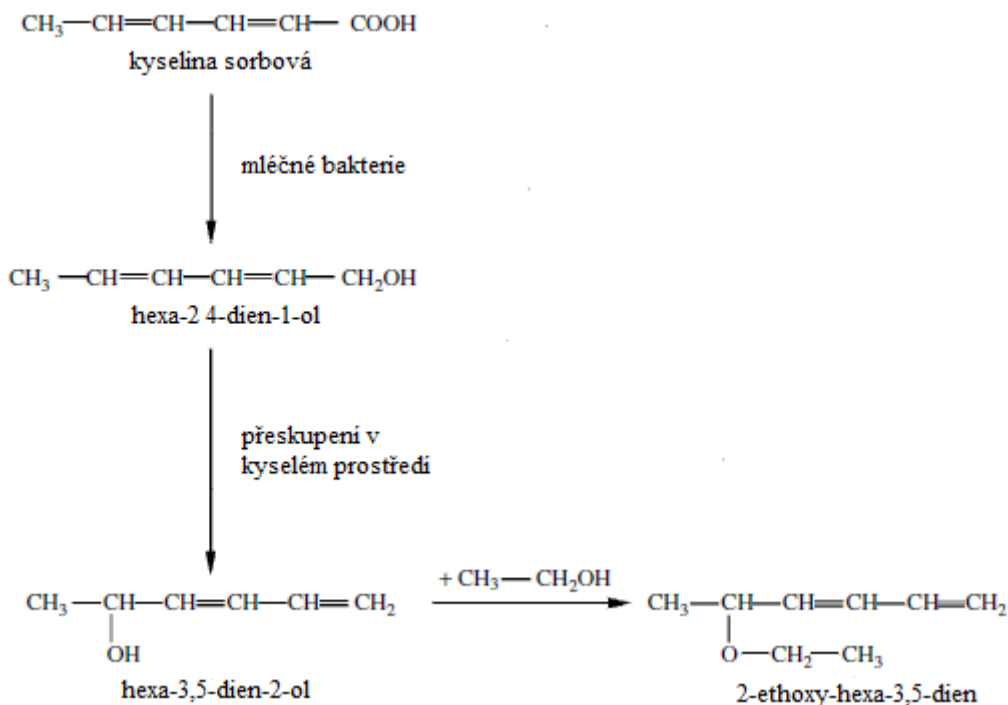 CH3—CH=CH—CH=CH—COOH
kyselina sorbová
mléčné bakterie
CH3—CH=CH—CH=CH—CH2OH
hexa-2 4-dien-1-ol
přeskupení v
kyselém prostředí
CH3—CH—CH=CH—CH=CH2
OH
hexa-3,5-dien-2-ol
+ CH3—CH2OH
CH3—CH—CH=CH—CH=CH2
O—CH2—CH3
2-ethoxy-hexa-3,5-dien